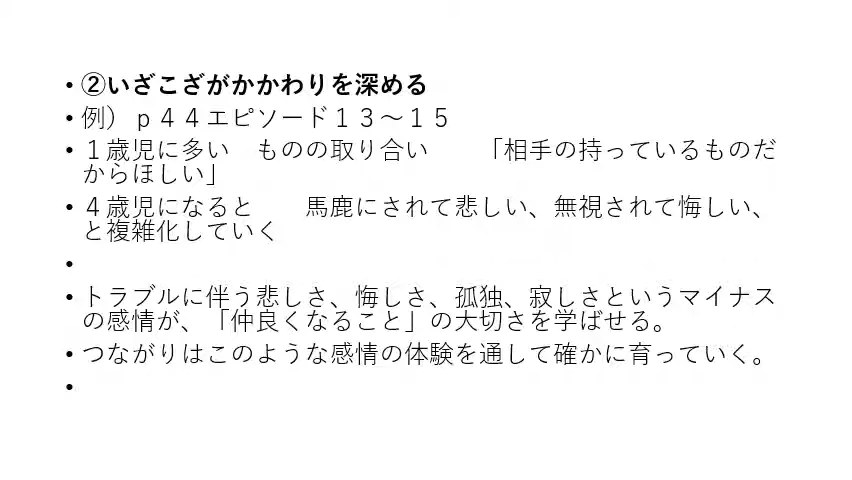 • ②いざこざがかかわりを深める
• 例）ｐ４４エピソード１３～１５
• １歳児に多い　ものの取り合い　　「相手の持っているものだ
からほしい」
• ４歳児になると　　馬鹿にされて悲しい、無視されて悔しい、
と複雑化していく
•
• トラブルに伴う悲しさ、悔しさ、孤独、寂しさというマイナス
の感情が、「仲良くなること」の大切さを学ばせる。
• つながりはこのような感情の体験を通して確かに育っていく。
•